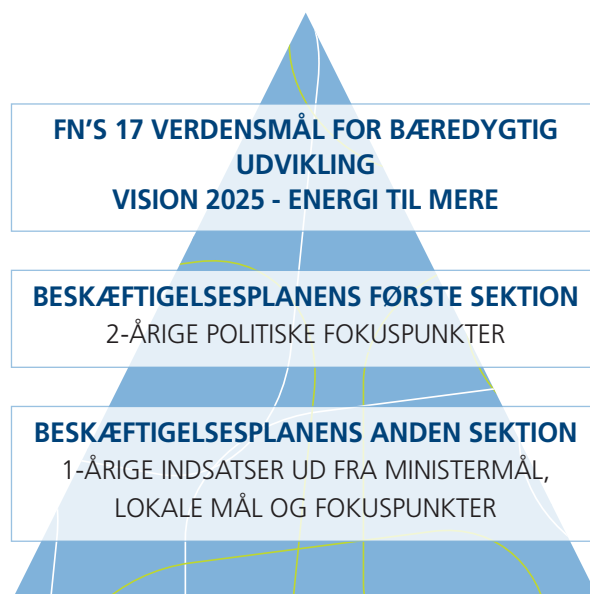 FN'S 17 VERDENSMÅL FOR BÆREDYGTIG
UDVIKLING
VISION 2025 - ENERGI TIL MERE
BESKÆFTIGELSESPLANENS FØRSTE SEKTION
2-ÅRIGE POLITISKE FOKUSPUNKTER
BESKÆFTIGELSESPLANENS ANDEN SEKTION
1-ÅRIGE INDSATSER UD FRA MINISTERMÅL,
LOKALE MÅL OG FOKUSPUNKTER